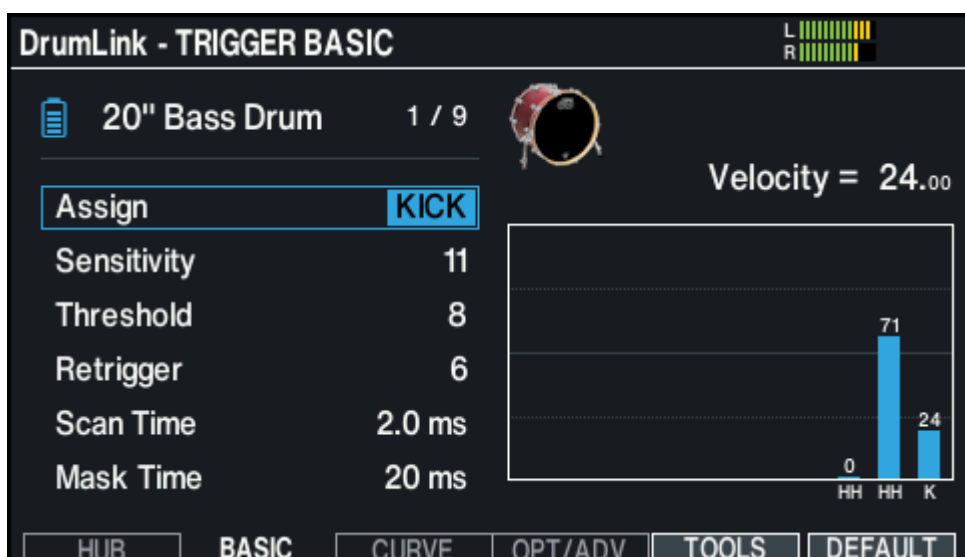 DrumLink - TRIGGER BASIC
L
R
20" Bass Drum 1 / 9
Velocity = 24.00
Assign KICK
Sensitivity 11
Threshold 8
Retrigger 6
Scan Time 2.0 ms
Mask Time 20 ms
71
24
0
HH HH K
HUB BASIC CURVE OPT/ADV TOOLS DEFAULT